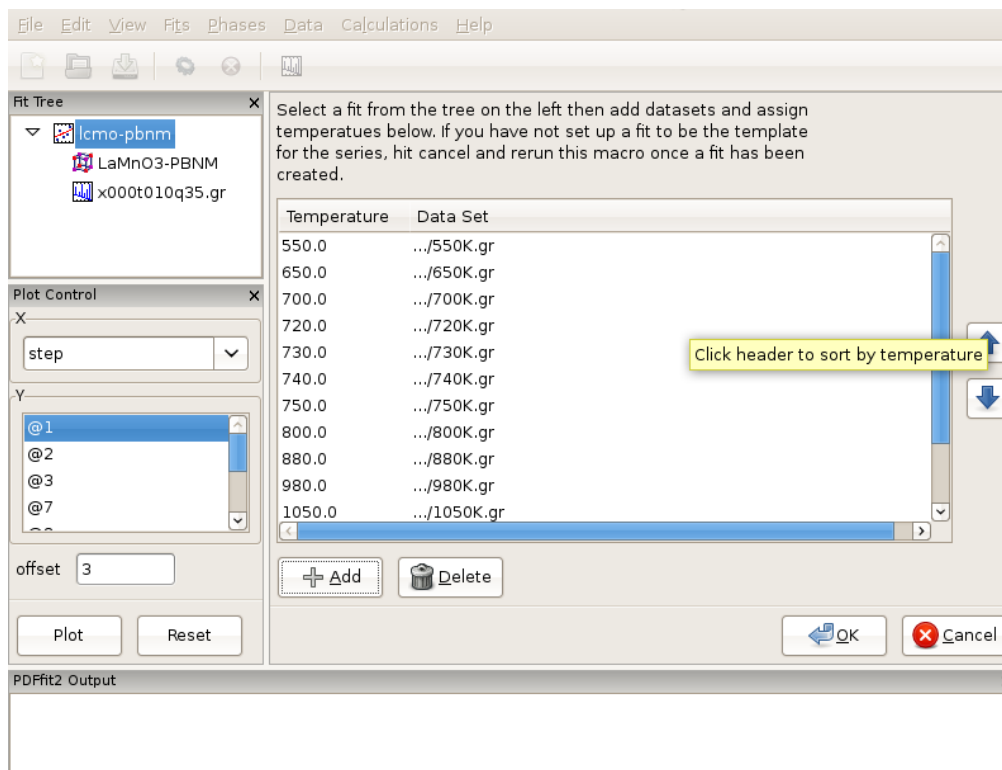 File Edit View Fits Phases Data Calculations Help
Fit Tree
lcmo-pbnm
LaMnO3-PBNM
x000t010q35.gr
Plot Control
X
step
Y
@1
@2
@3
@7
offset 3
Plot Reset
Select a fit from the tree on the left then add datasets and assign
temperatues below. If you have not set up a fit to be the template
for the series, hit cancel and rerun this macro once a fit has been
created.
Temperature Data Set
550.0 .../550K.gr
650.0 .../650K.gr
700.0 .../700K.gr
720.0 .../720K.gr
730.0 .../730K.gr
740.0 .../740K.gr
750.0 .../750K.gr
800.0 .../800K.gr
880.0 .../880K.gr
980.0 .../980K.gr
1050.0 .../1050K.gr
Click header to sort by temperature
Add Delete
OK Cancel
PDFfit2 Output